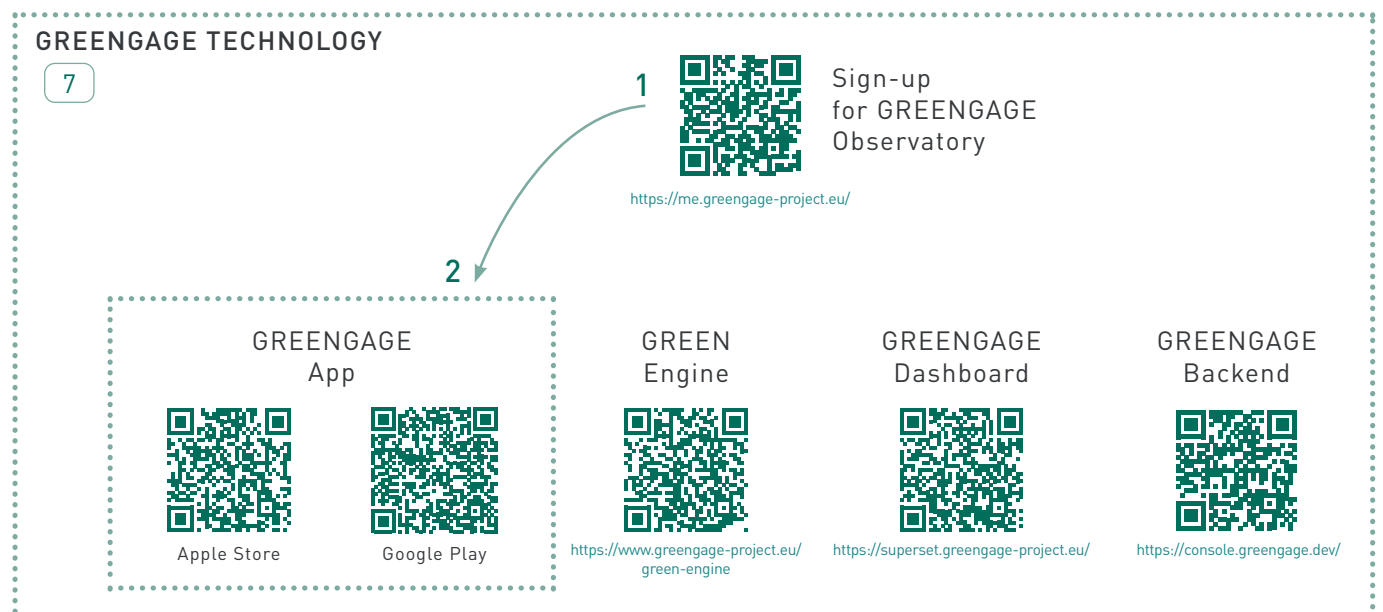 GREENGAGE TECHNOLOGY
7
1
Sign-up
for GREENGAGE
Observatory
https://me.greengage-project.eu/
2
GREENGAGE
App
Apple Store
Google Play
GREEN
Engine
https://www.greengage-project.eu/
green-engine
GREENGAGE
Dashboard
https://superset.greengage-project.eu/
GREENGAGE
Backend
https://console.greengage.dev/